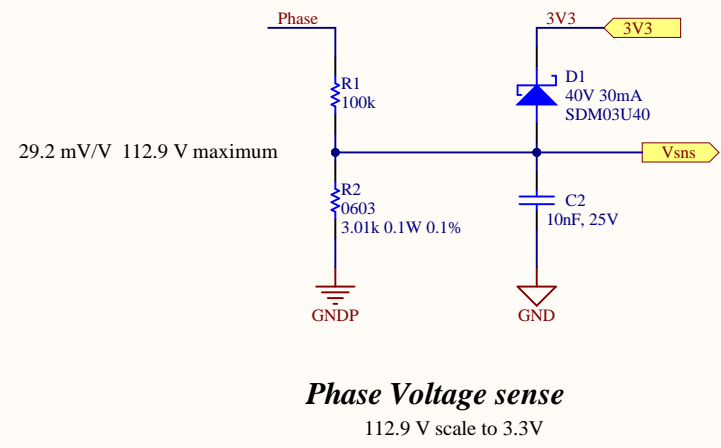 Phase
3V3
3V3
R1
100k
D1
40V 30mA
SDM03U40
29.2 mV/V 112.9 V maximum
Vsns
R2
0603
3.01k 0.1W 0.1%
C2
10nF, 25V
GNDP
GND
Phase Voltage sense
112.9 V scale to 3.3V